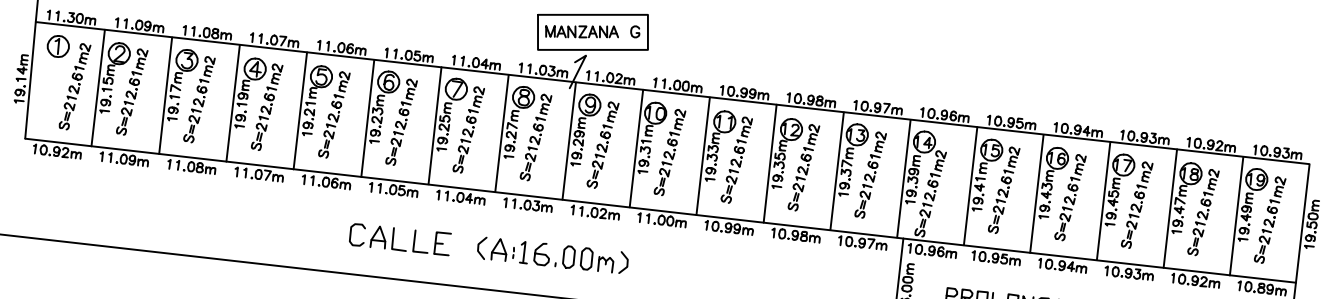 MANZANA G
11.30m 11.09m 11.08m 11.07m 11.06m 11.05m 11.04m 11.03m 11.02m 11.00m 10.99m 10.98m 10.97m 10.96m 10.95m 10.94m 10.93m 10.92m 10.93m
1 2 3 4 5 6 7 8 9 10 11 12 13 14 15 16 17 18 19
19.14m 19.15m 19.17m 19.19m 19.21m 19.23m 19.25m 19.27m 19.29m 19.31m 19.33m 19.35m 19.37m 19.39m 19.41m 19.43m 19.45m 19.47m 19.49m 19.50m
S=212.61m2 S=212.61m2 S=212.61m2 S=212.61m2 S=212.61m2 S=212.61m2 S=212.61m2 S=212.61m2 S=212.61m2 S=212.61m2 S=212.61m2 S=212.61m2 S=212.61m2 S=212.61m2 S=212.61m2 S=212.61m2 S=212.61m2 S=212.61m2 S=212.61m2
10.92m 11.09m 11.08m 11.07m 11.06m 11.05m 11.04m 11.03m 11.02m 11.00m 10.99m 10.98m 10.97m 10.96m 10.95m 10.94m 10.93m 10.92m 10.89m
CALLE (A:16.00m)